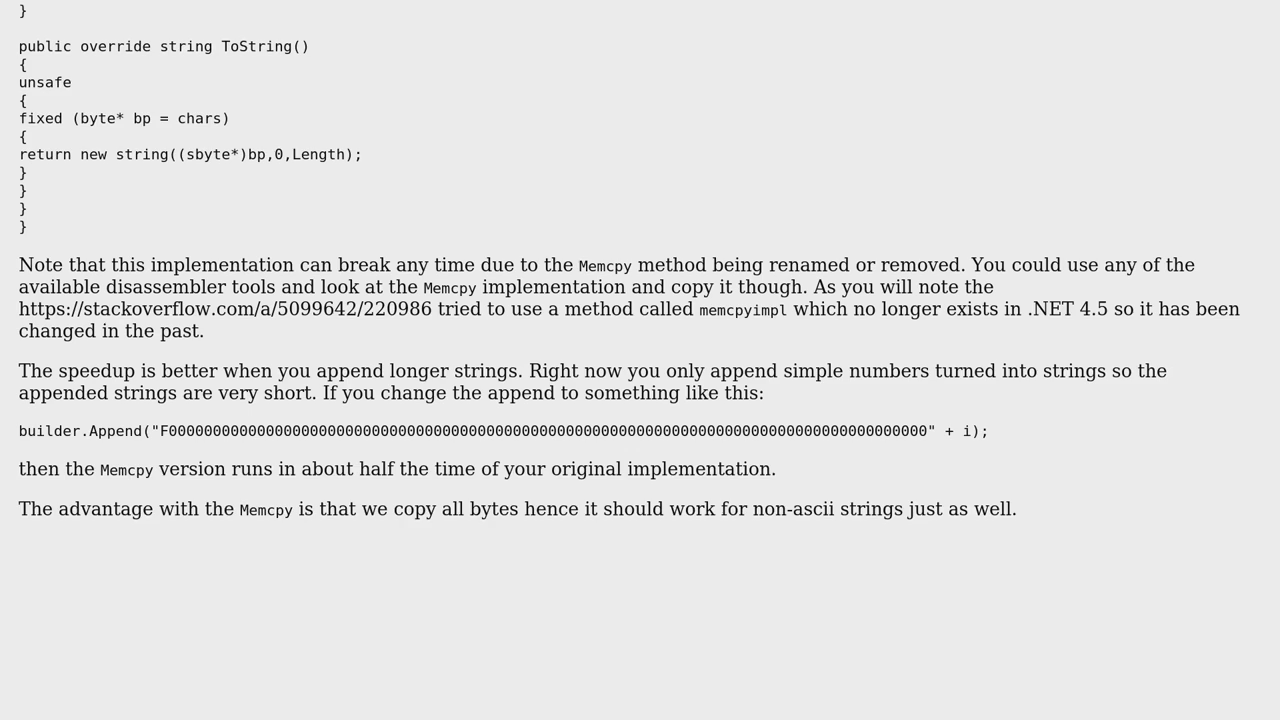 }
public override string ToString()
{
unsafe
{
fixed (byte* bp = chars)
{
return new string((sbyte*)bp,0,Length);
}
}
}
}
Note that this implementation can break any time due to the Memcpy method being renamed or removed. You could use any of the
available disassembler tools and look at the Memcpy implementation and copy it though. As you will note the
https://stackoverflow.com/a/5099642/220986 tried to use a method called memcpyimpl which no longer exists in .NET 4.5 so it has been
changed in the past.
The speedup is better when you append longer strings. Right now you only append simple numbers turned into strings so the
appended strings are very short. If you change the append to something like this:
builder.Append("F00000000000000000000000000000000000000000000000000000000000000000000000000000000000000" + i);
then the Memcpy version runs in about half the time of your original implementation.
The advantage with the Memcpy is that we copy all bytes hence it should work for non-ascii strings just as well.